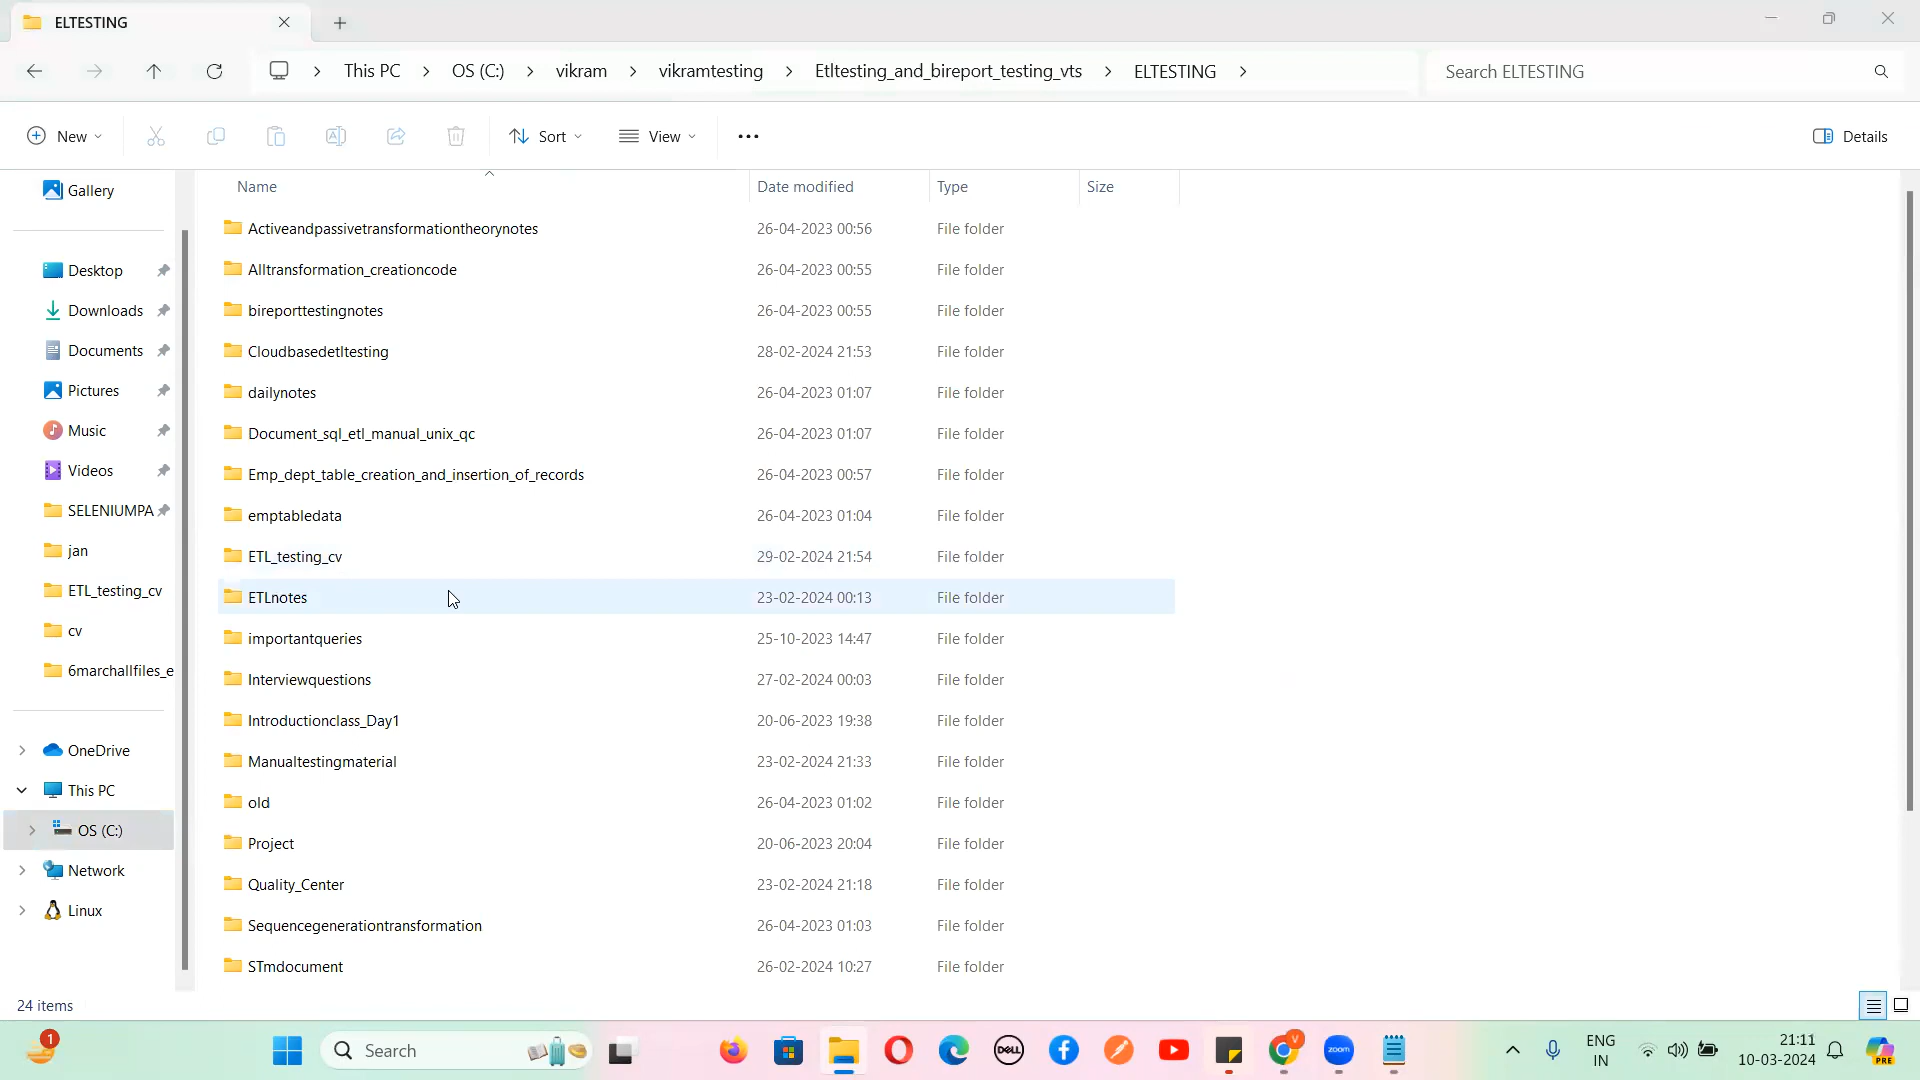 ELTESTING
This PC > OS (C:) > vikram > vikramtesting > Etltesting_and_bireport_testing_vts > ELTESTING >
Search ELTESTING
New
Sort
View
Details
Gallery
Desktop
Downloads
Documents
Pictures
Music
Videos
SELENIUMPA
jan
ETL_testing_cv
cv
6marchallfiles_e
OneDrive
This PC
OS (C:)
Network
Linux
Name Date modified Type Size
Activeandpassivetransformationtheorynotes 26-04-2023 00:56 File folder
Alltransformation_creationcode 26-04-2023 00:55 File folder
bireporttestingnotes 26-04-2023 00:55 File folder
Cloudbasedetltesting 28-02-2024 21:53 File folder
dailynotes 26-04-2023 01:07 File folder
Document_sql_etl_manual_unix_qc 26-04-2023 01:07 File folder
Emp_dept_table_creation_and_insertion_of_records 26-04-2023 00:57 File folder
emptabledata 26-04-2023 01:04 File folder
ETL_testing_cv 29-02-2024 21:54 File folder
ETLnotes 23-02-2024 00:13 File folder
importantqueries 25-10-2023 14:47 File folder
Interviewquestions 27-02-2024 00:03 File folder
Introductionclass_Day1 20-06-2023 19:38 File folder
Manualtestingmaterial 23-02-2024 21:33 File folder
old 26-04-2023 01:02 File folder
Project 20-06-2023 20:04 File folder
Quality_Center 23-02-2024 21:18 File folder
Sequencegenerationtransformation 26-04-2023 01:03 File folder
STmdocument 26-02-2024 10:27 File folder
24 items
1
Search
DELL
V
zoom
ENG
IN
21:11
10-03-2024
PRE